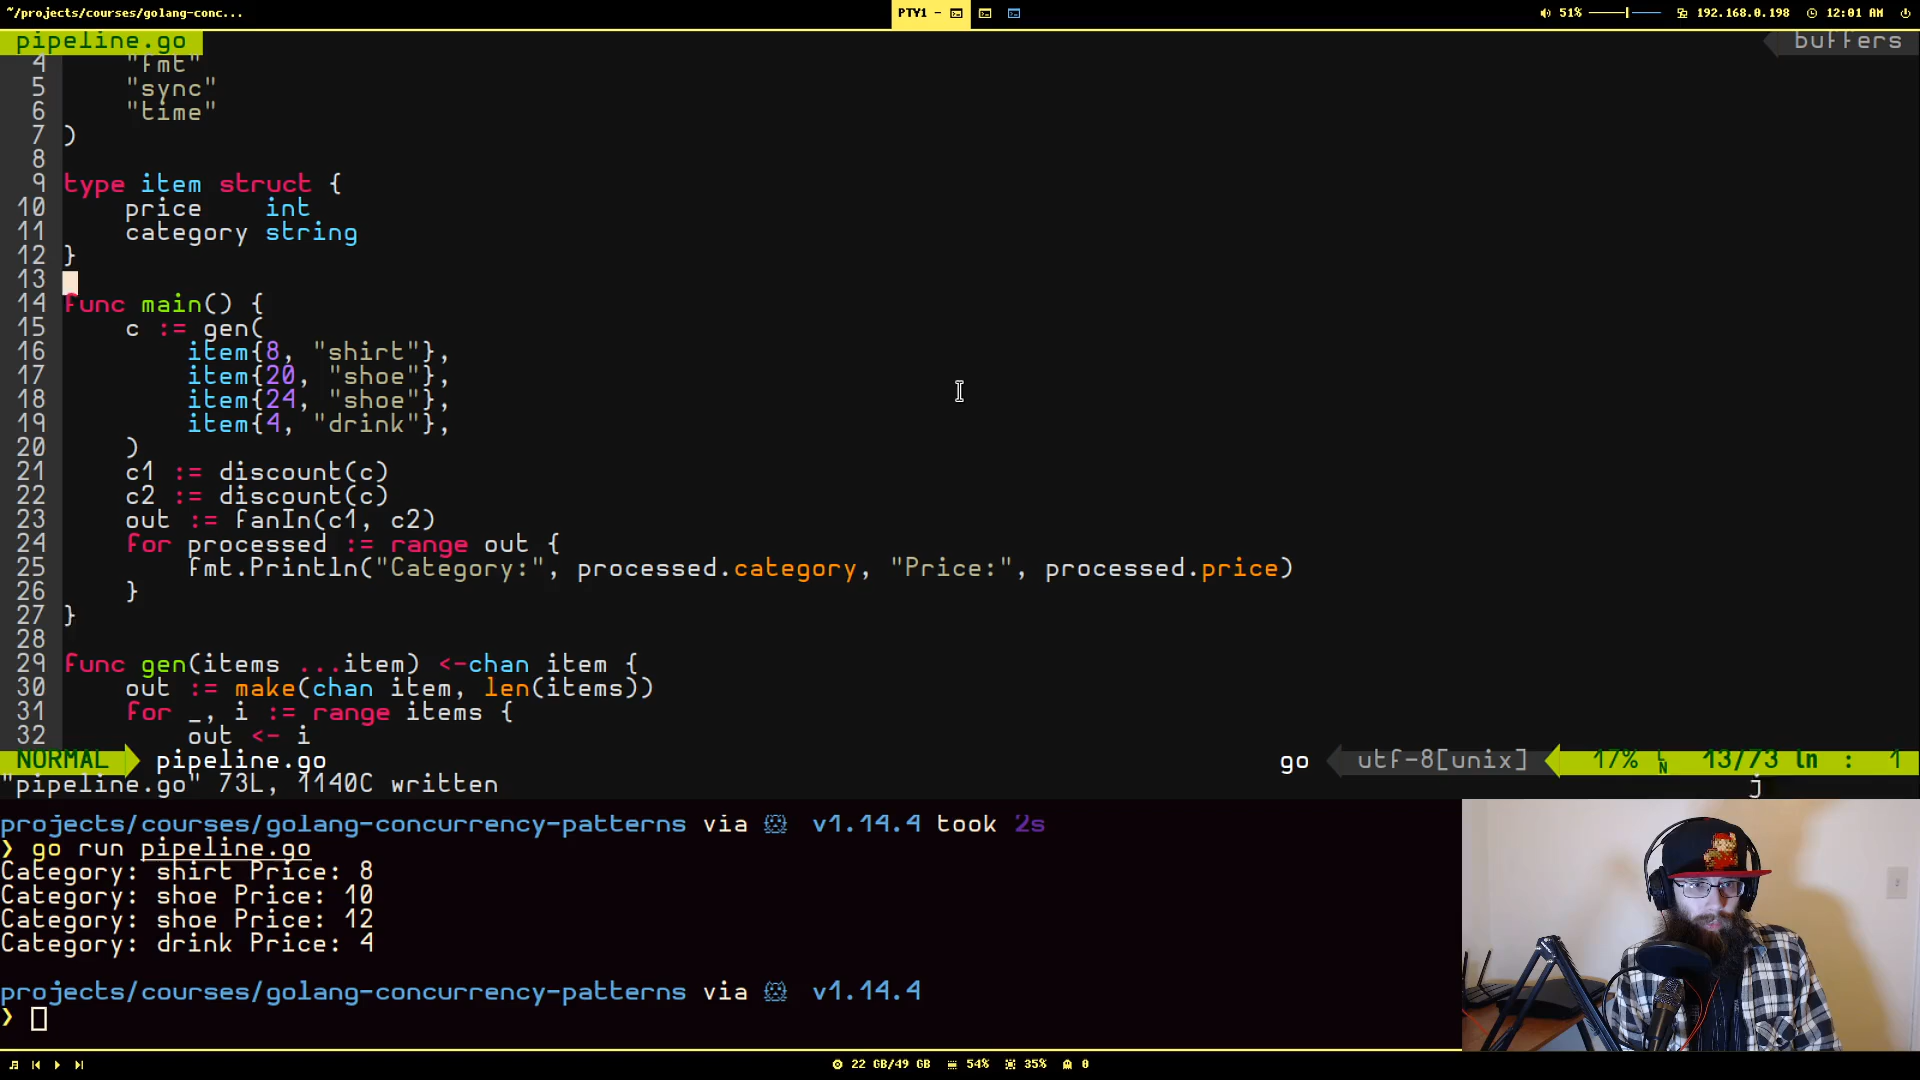 ~/projects/courses/golang-conc...
PTY1 -
51%
192.168.0.198
12:01 AM
pipeline.go
buffers
4 "fmt"
5 "sync"
6 "time"
7 )
8
9 type item struct {
10 price    int
11 category string
12 }
13
14 func main() {
15 c := gen(
16 item{8, "shirt"},
17 item{20, "shoe"},
18 item{24, "shoe"},
19 item{4, "drink"},
20 )
21 c1 := discount(c)
22 c2 := discount(c)
23 out := fanIn(c1, c2)
24 for processed := range out {
25 fmt.Println("Category:", processed.category, "Price:", processed.price)
26 }
27 }
28
29 func gen(items ...item) <-chan item {
30 out := make(chan item, len(items))
31 for _, i := range items {
32 out <- i
NORMAL pipeline.go go utf-8[unix] 17% LN 13/73 ln : 1
"pipeline.go" 73L, 1140C written j
projects/courses/golang-concurrency-patterns via v1.14.4 took 2s
❯ go run pipeline.go
Category: shirt Price: 8
Category: shoe Price: 10
Category: shoe Price: 12
Category: drink Price: 4
projects/courses/golang-concurrency-patterns via v1.14.4
❯
22 GB/49 GB 54% 35% 0